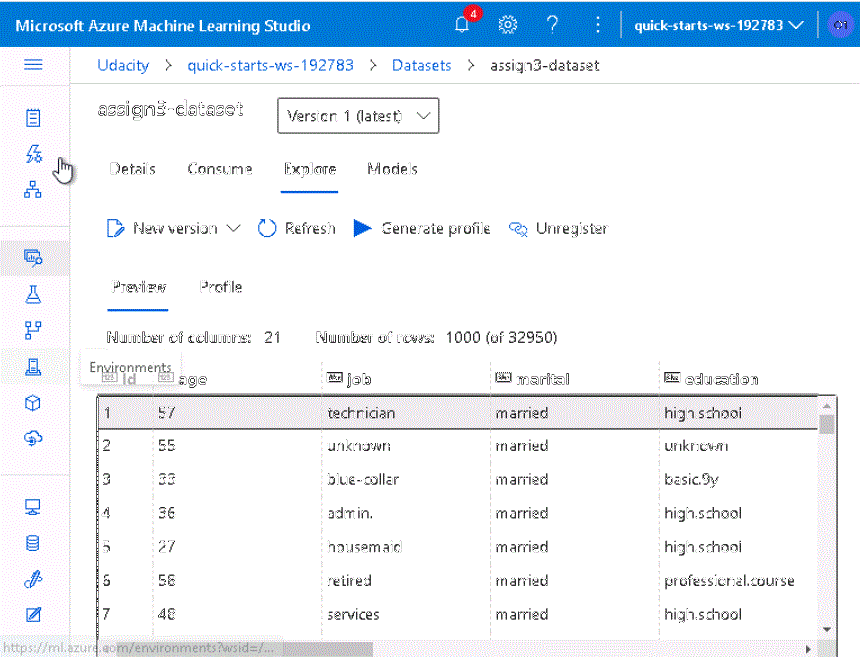 Microsoft Azure Machine Learning Studio 4 ? quick-starts-ws-192783 OT
Udacity > quick-starts-ws-192783 > Datasets > assign3-dataset
assign3-dataset Version 1 (latest)
Details Consume Explore Models
New version Refresh Generate profile Unregister
Preview Profile
Number of columns: 21 Number of rows: 1000 (of 32950)
Environments
id age job marital education
1 57 technician married high.school
2 55 unknown married unknown
3 33 blue-collar married basic.9y
4 36 admin. married high.school
5 27 housemaid married high.school
6 58 retired married professional.course
7 48 services married high.school
https://ml.azure.com/environments?wsid=/...